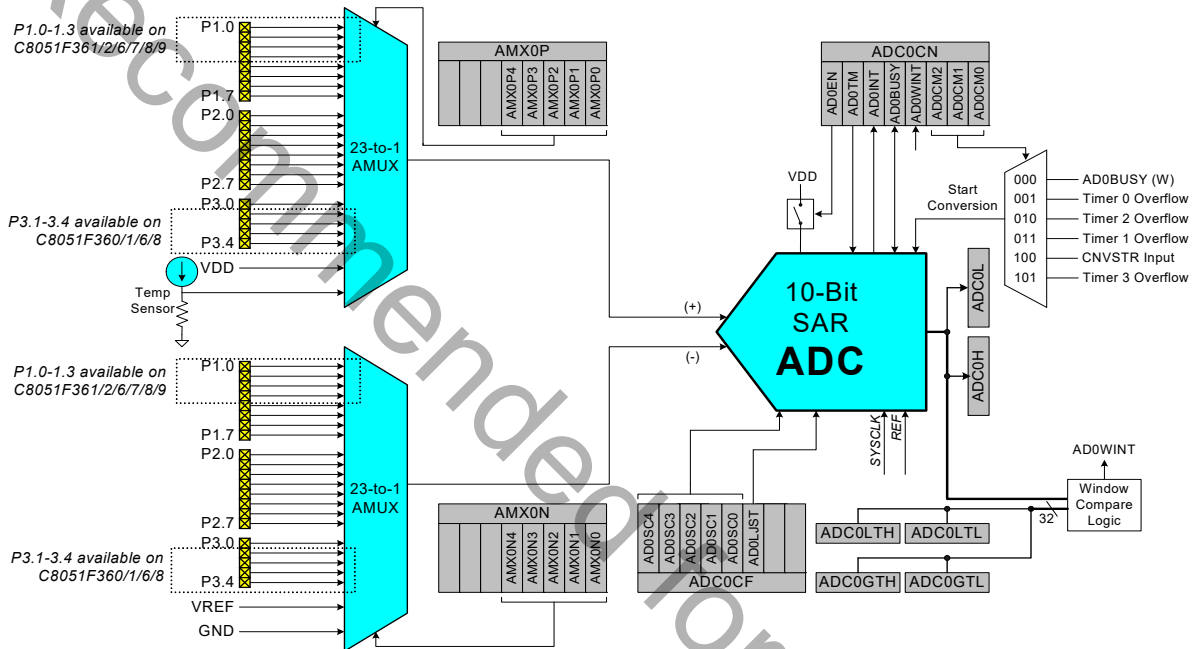 P1.0-1.3 available on
C8051F361/2/6/7/8/9
P1.0
P1.7
P2.0
P2.7
P3.0
P3.4
P3.1-3.4 available on
C8051F360/1/6/8
VDD
Temp
Sensor
23-to-1
AMUX
AMX0P
AMX0P4
AMX0P3
AMX0P2
AMX0P1
AMX0P0
ADC0CN
AD0EN
AD0TM
AD0INT
AD0BUSY
AD0WINT
AD0CM2
AD0CM1
AD0CM0
VDD
Start
Conversion
000 AD0BUSY (W)
001 Timer 0 Overflow
010 Timer 2 Overflow
011 Timer 1 Overflow
100 CNVSTR Input
101 Timer 3 Overflow
(+)
(-)
10-Bit
SAR
ADC
ADC0L
ADC0H
SYSCLK
REF
P1.0-1.3 available on
C8051F361/2/6/7/8/9
P1.0
P1.7
P2.0
P2.7
P3.0
P3.4
P3.1-3.4 available on
C8051F360/1/6/8
VREF
GND
23-to-1
AMUX
AMX0N
AMX0N4
AMX0N3
AMX0N2
AMX0N1
AMX0N0
AD0SC4
AD0SC3
AD0SC2
AD0SC1
AD0SC0
AD0LJST
ADC0CF
AD0WINT
Window
Compare
Logic
32
ADC0LTH
ADC0LTL
ADC0GTH
ADC0GTL
ecommended for